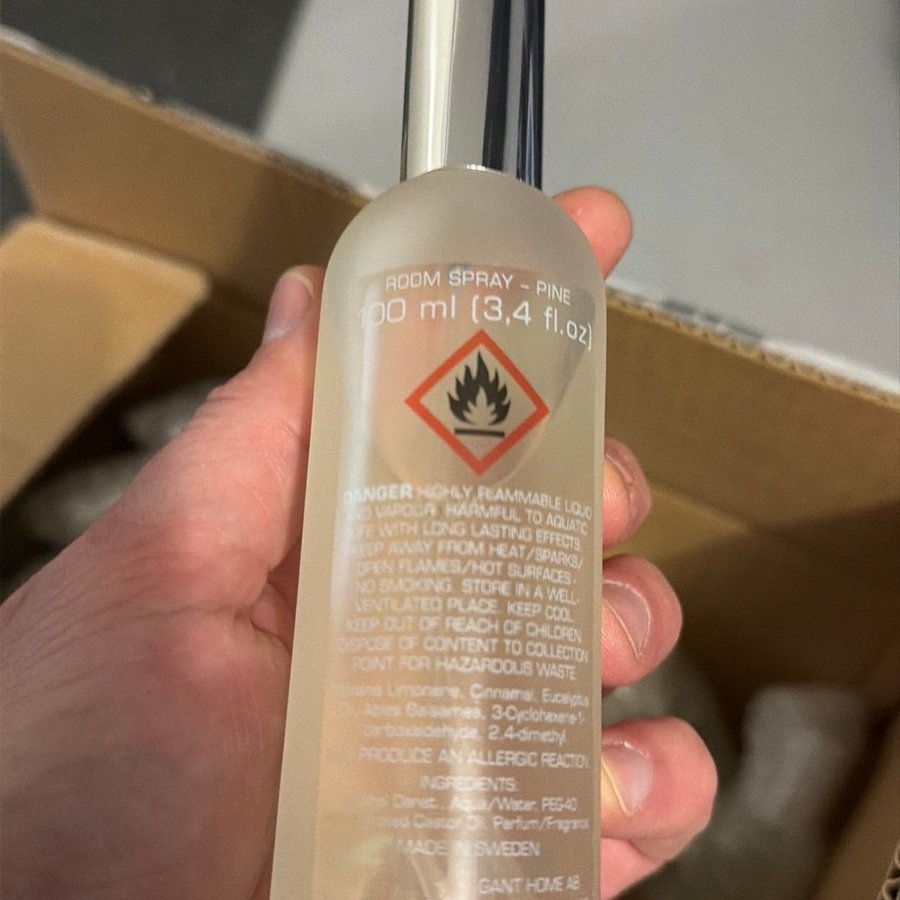 ROOM SPRAY - PINE
100 ml (3,4 fl.oz)
DANGER HIGHLY FLAMMABLE LIQUID
AND VAPOUR. HARMFUL TO AQUATIC
LIFE WITH LONG LASTING EFFECTS.
KEEP AWAY FROM HEAT/SPARKS/
OPEN FLAMES/HOT SURFACES -
NO SMOKING. STORE IN A WELL-
VENTILATED PLACE. KEEP COOL.
KEEP OUT OF REACH OF CHILDREN.
DISPOSE OF CONTENT TO COLLECTION
POINT FOR HAZARDOUS WASTE
Limonene, Cinnamal, Eucalyptus
Abies Balsamea, 3-Cyclohexene-1-
carboxaldehyde, 2,4-dimethyl.
PRODUCE AN ALLERGIC REACTION
INGREDIENTS:
Denat., Aqua/Water, PEG-40
Castor Oil, Parfum/Fragrance
MADE IN SWEDEN
GANT HOME AB